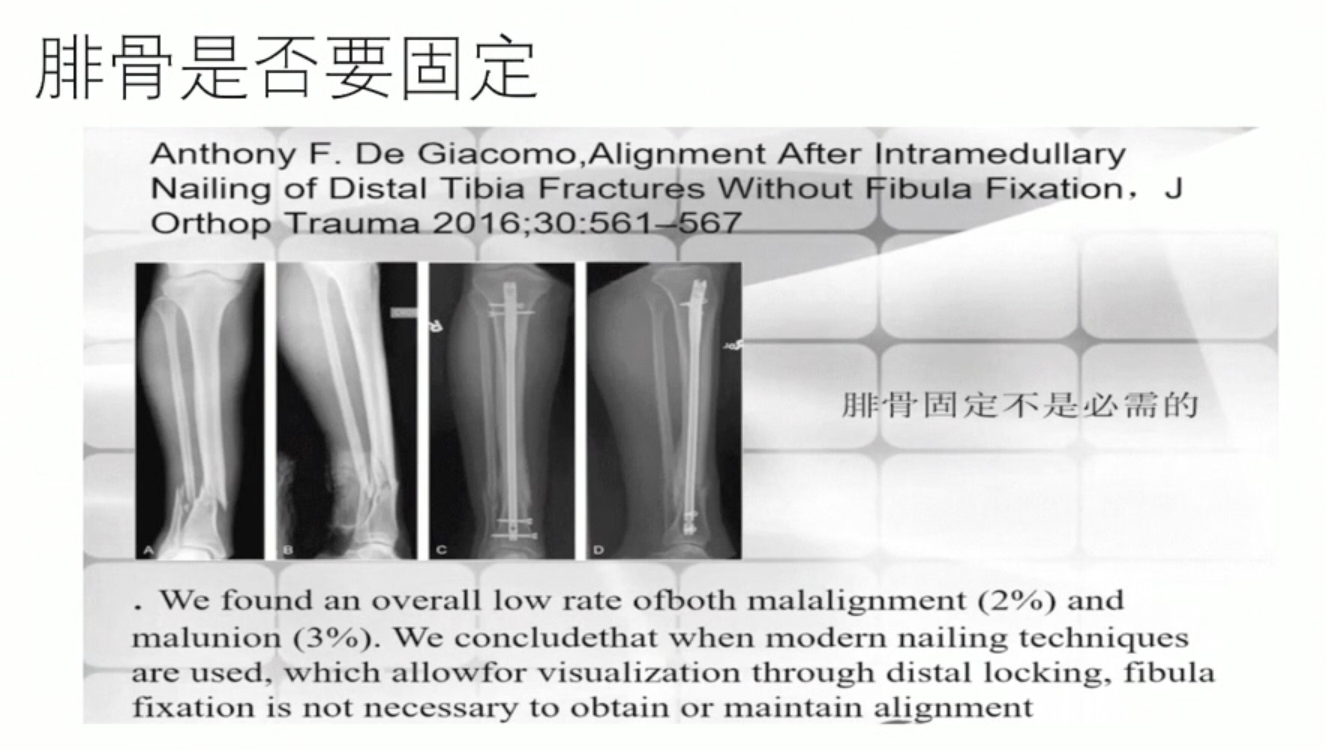 腓骨是否要固定
Anthony F. De Giacomo,Alignment After Intramedullary
Nailing of Distal Tibia Fractures Without Fibula Fixation，J
Orthop Trauma 2016;30:561–567
A
B
C
D
R
腓骨固定不是必需的
. We found an overall low rate ofboth malalignment (2%) and
malunion (3%). We concludethat when modern nailing techniques
are used, which allowfor visualization through distal locking, fibula
fixation is not necessary to obtain or maintain alignment